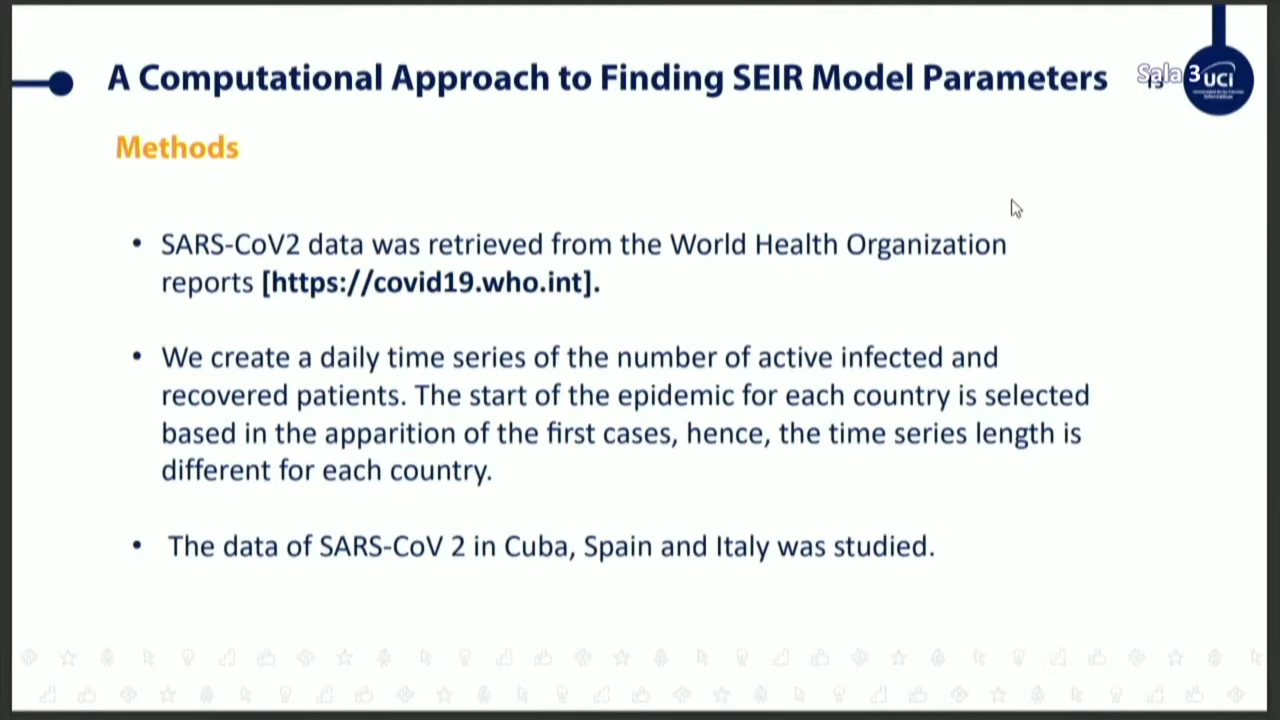 A Computational Approach to Finding SEIR Model Parameters
Sala 3
UCI
Methods
• SARS-CoV2 data was retrieved from the World Health Organization
reports [https://covid19.who.int].
• We create a daily time series of the number of active infected and
recovered patients. The start of the epidemic for each country is selected
based in the apparition of the first cases, hence, the time series length is
different for each country.
• The data of SARS-CoV 2 in Cuba, Spain and Italy was studied.